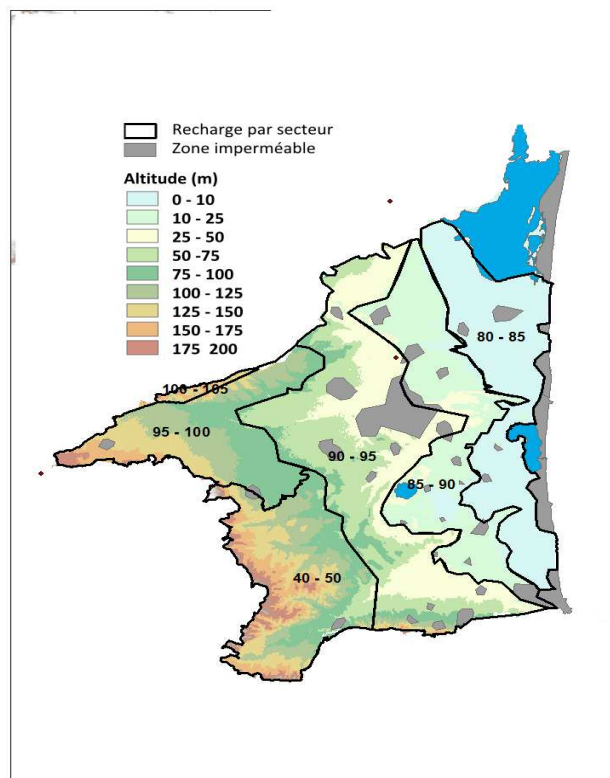 Recharge par secteur
Zone imperméable
Altitude (m)
0 - 10
10 - 25
25 - 50
50 -75
75 - 100
100 - 125
125 - 150
150 - 175
175 200
80 - 85
100 - 105
95 - 100
90 - 95
85 - 90
40 - 50